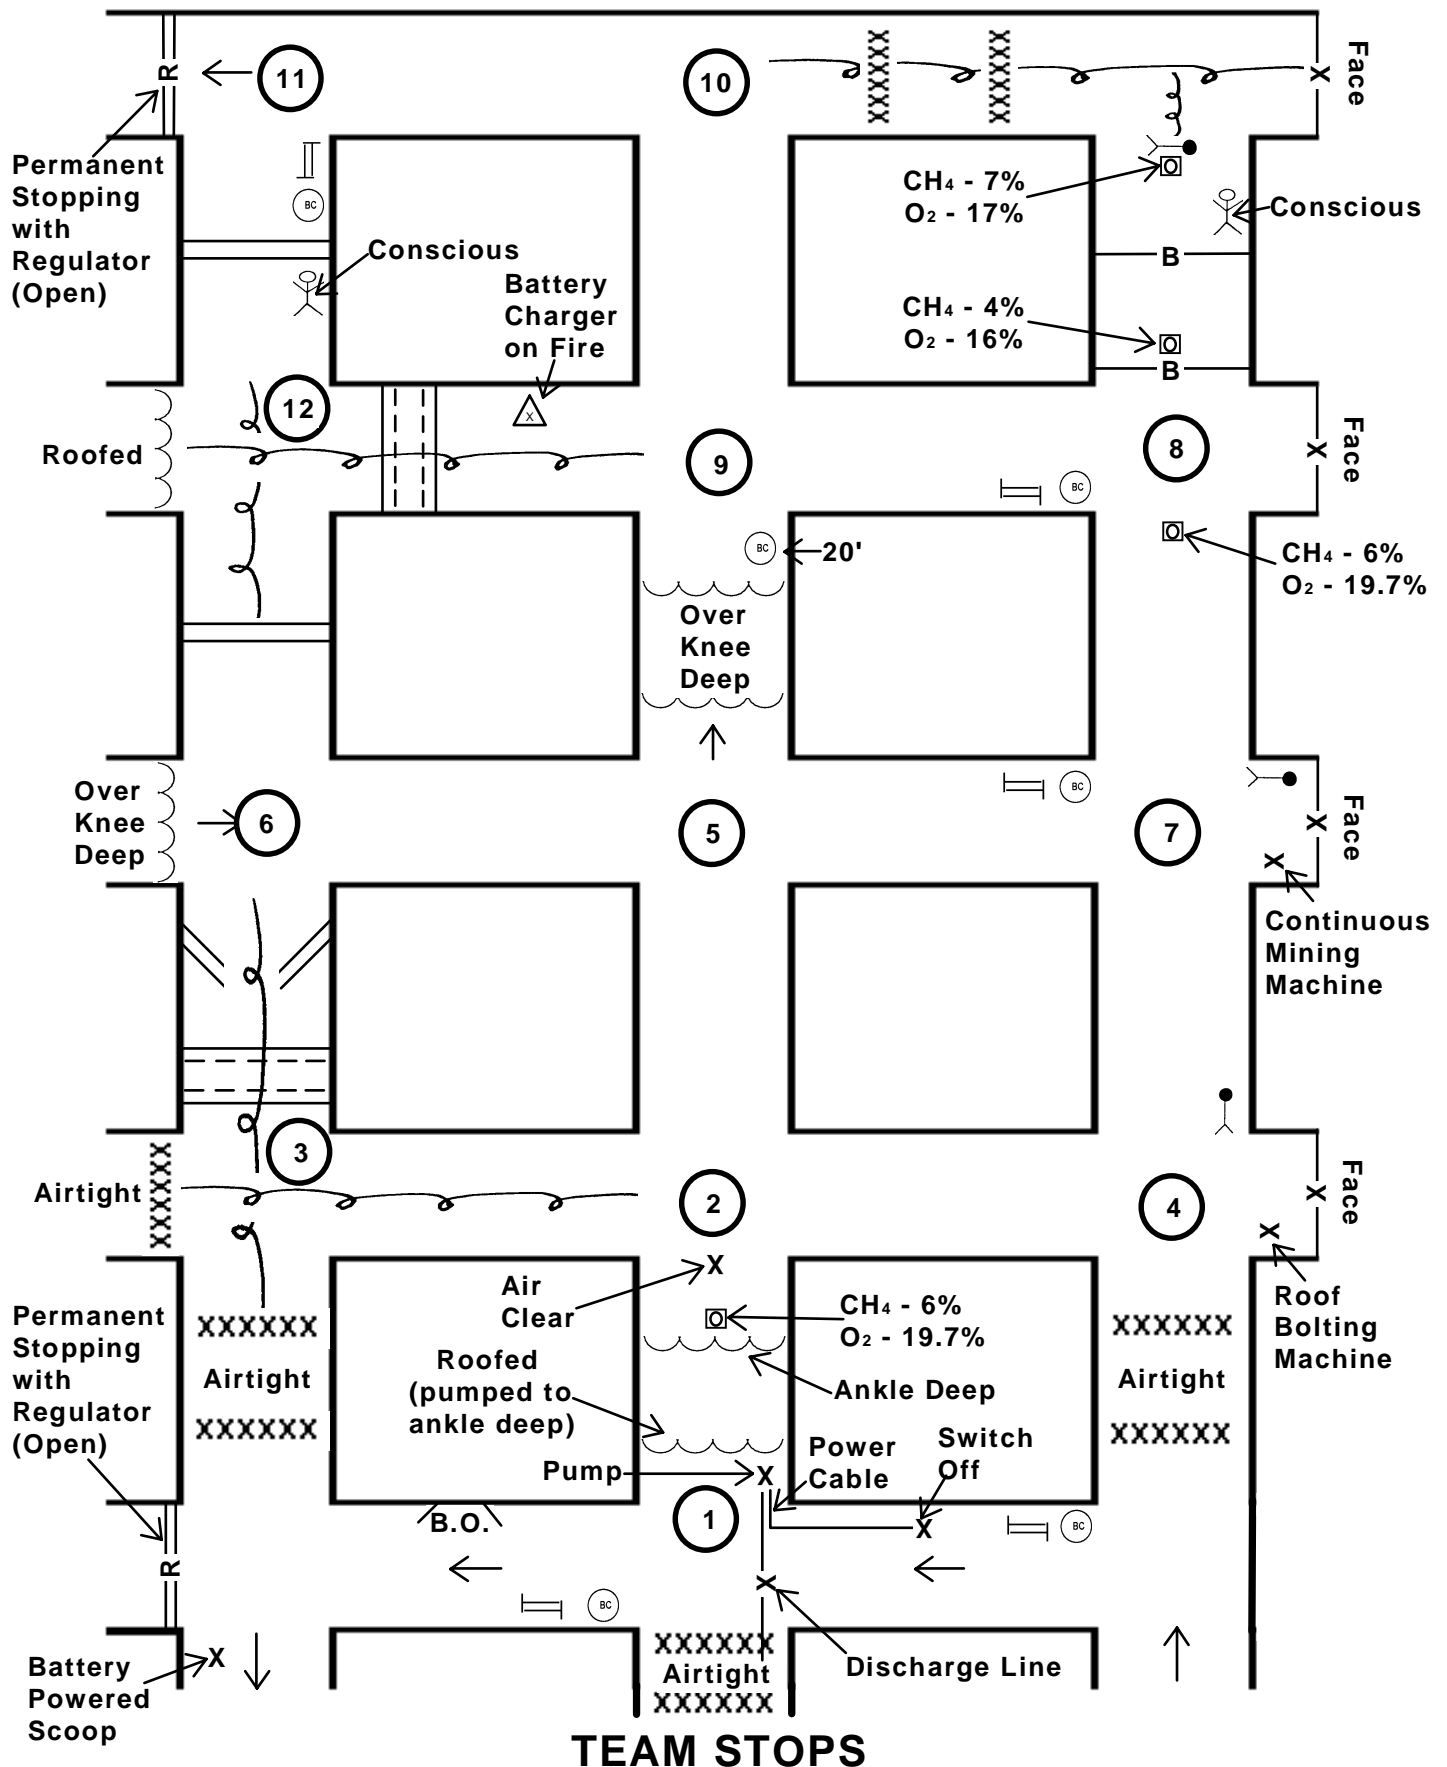 11
10
R
X
Face
Permanent
Stopping
with
Regulator
(Open)
BC
CH4 - 7%
O2 - 17%
Conscious
Conscious
B
Battery
Charger
on Fire
CH4 - 4%
O2 - 16%
B
12
X
Roofed
9
8
X
Face
BC
BC
20'
CH4 - 6%
O2 - 19.7%
Over
Knee
Deep
Over
Knee
Deep
6
5
BC
7
X
Face
X
Continuous
Mining
Machine
3
Airtight
2
4
X
Face
X
X
Air
Clear
CH4 - 6%
O2 - 19.7%
Roof
Bolting
Machine
Permanent
Stopping
with
Regulator
(Open)
XXXXXX
Airtight
XXXXXX
Roofed
(pumped to
ankle deep)
Ankle Deep
XXXXXX
Airtight
XXXXXX
Pump
X
Power
Cable
Switch
Off
B.O.
1
X
BC
R
X
BC
Battery
Powered
Scoop
X
XXXXXX
Airtight
XXXXXX
Discharge Line
TEAM STOPS